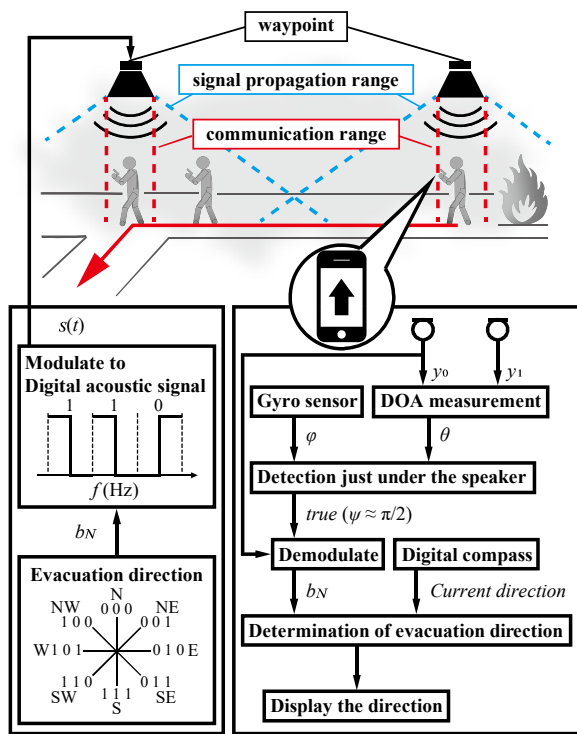 waypoint
signal propagation range
communication range
s(t)
Modulate to
Digital acoustic signal
1 1 0
f (Hz)
bN
Evacuation direction
N
NW 0 0 0 NE
1 0 0 0 0 1
W 1 0 1 0 1 0 E
1 1 0 0 1 1
SW 1 1 1 SE
S
y0 y1
Gyro sensor DOA measurement
φ θ
Detection just under the speaker
true (ψ ≈ π/2)
Demodulate Digital compass
bN Current direction
Determination of evacuation direction
Display the direction